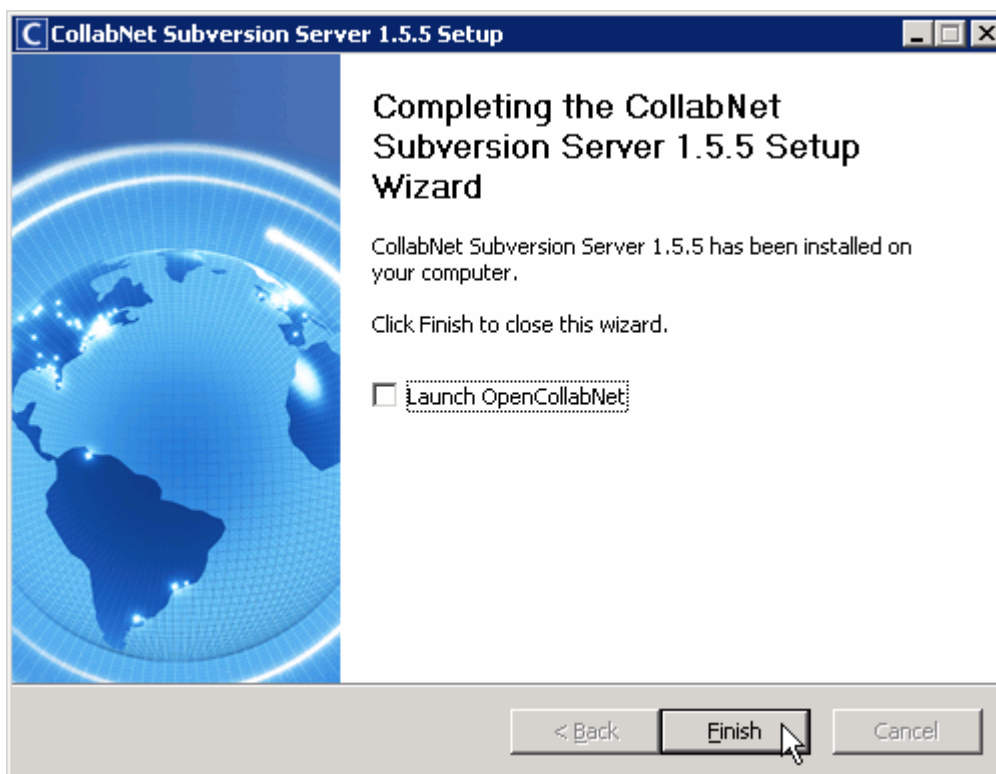 CollabNet Subversion Server 1.5.5 Setup
Completing the CollabNet
Subversion Server 1.5.5 Setup
Wizard
CollabNet Subversion Server 1.5.5 has been installed on
your computer.
Click Finish to close this wizard.
Launch OpenCollabNet
< Back
Finish
Cancel